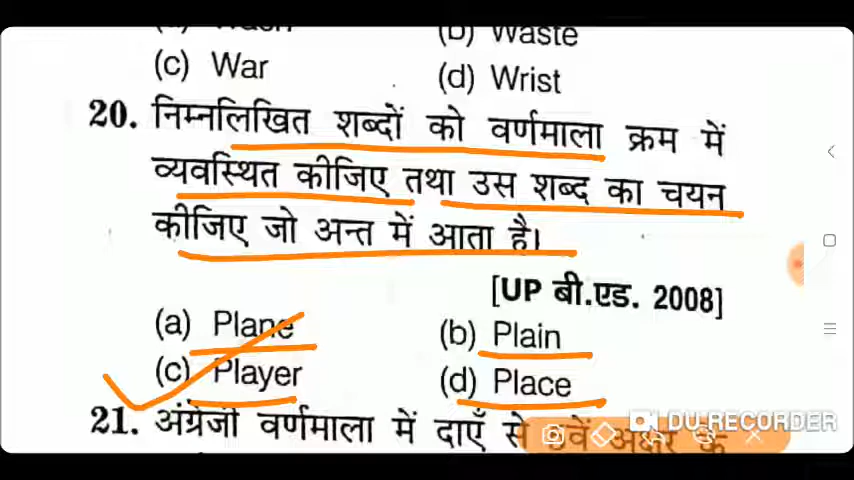 (b) Waste
(c) War (d) Wrist
20. निम्नलिखित शब्दों को वर्णमाला क्रम में
व्यवस्थित कीजिए तथा उस शब्द का चयन
कीजिए जो अन्त में आता है।
[UP बी.एड. 2008]
(a) Plane (b) Plain
(c) Player (d) Place
21. अंग्रेजी वर्णमाला में दाएँ से
DU RECORDER